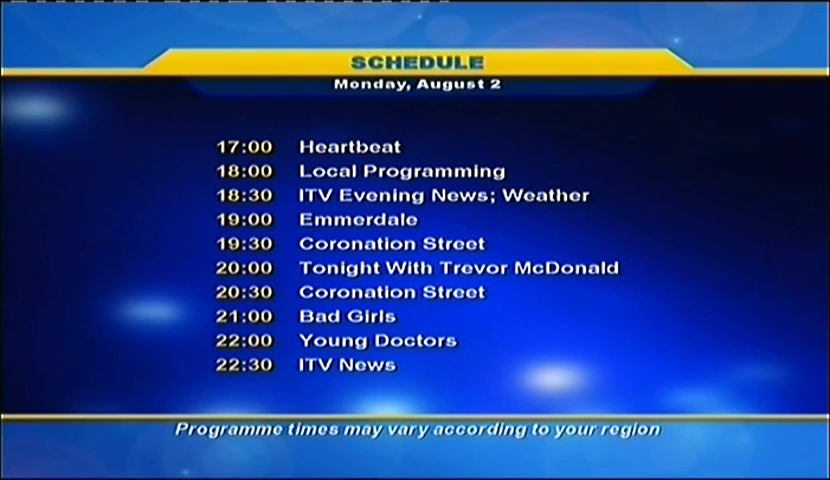 SCHEDULE
Monday, August 2
17:00 Heartbeat
18:00 Local Programming
18:30 ITV Evening News; Weather
19:00 Emmerdale
19:30 Coronation Street
20:00 Tonight With Trevor McDonald
20:30 Coronation Street
21:00 Bad Girls
22:00 Young Doctors
22:30 ITV News
Programme times may vary according to your region